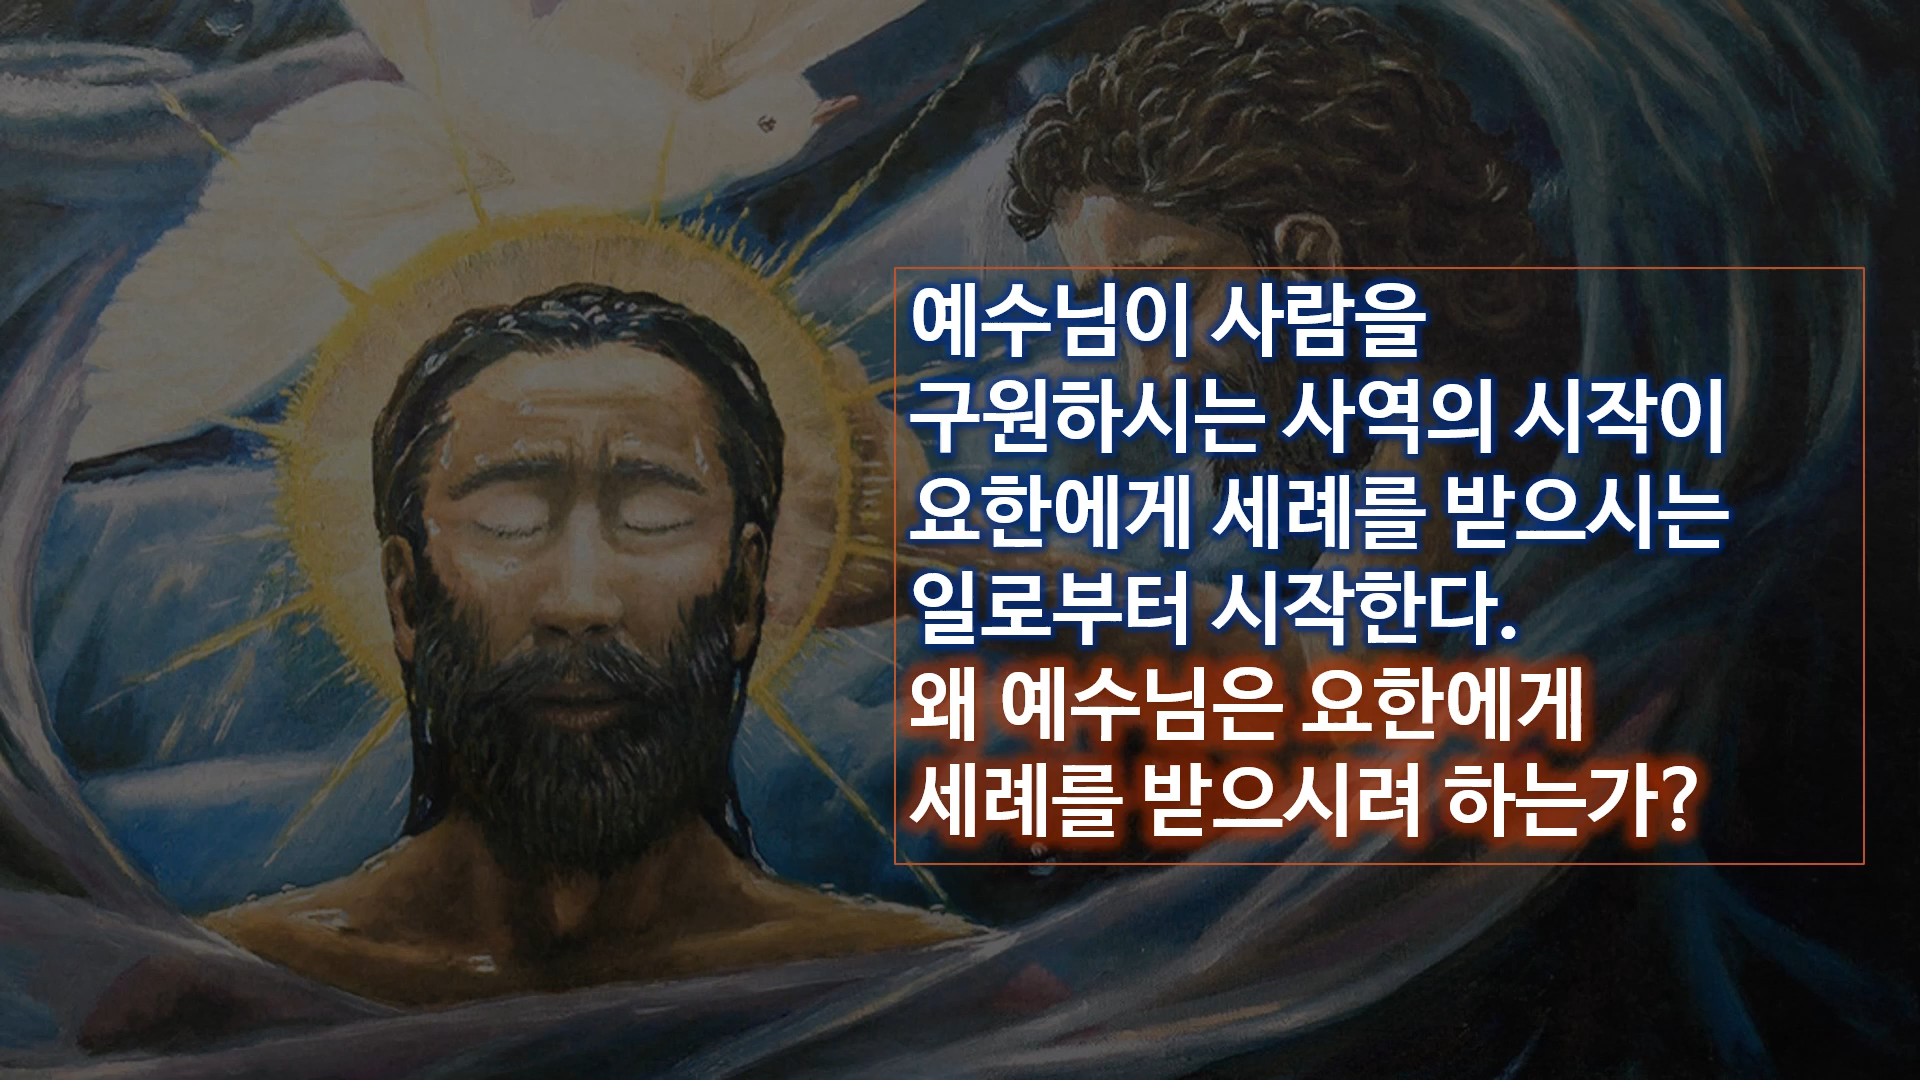 예수님이 사람을
구원하시는 사역의 시작이
요한에게 세례를 받으시는
일로부터 시작한다.
왜 예수님은 요한에게
세례를 받으시려 하는가?